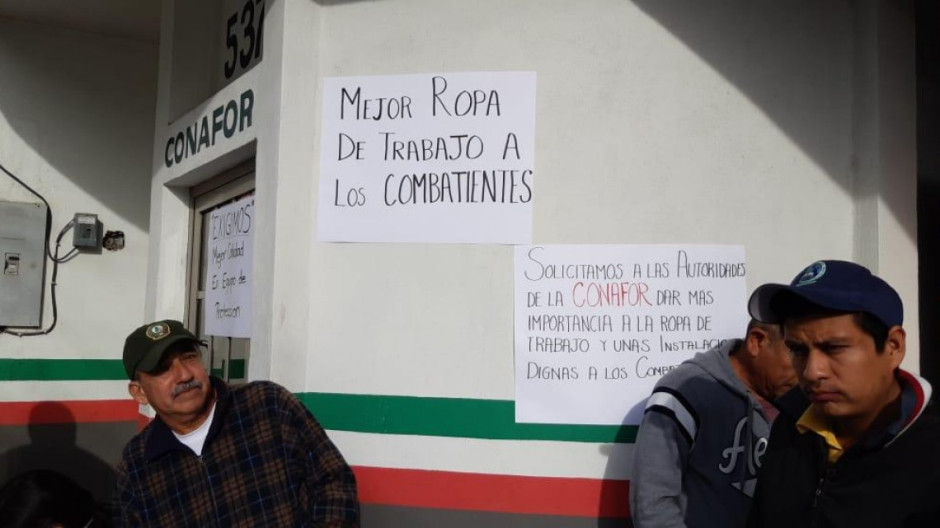 537
CONAFOR
"EXIGIMOS"
Mejor Calidad
En Equipo de
Protección
MEJOR ROPA
DE TRABAJO A
LOS COMBATIENTES
SOLICITAMOS A LAS AUTORIDADES
DE LA CONAFOR DAR MAS
IMPORTANCIA A LA ROPA DE
TRABAJO Y UNAS
DIGNAS A LOS